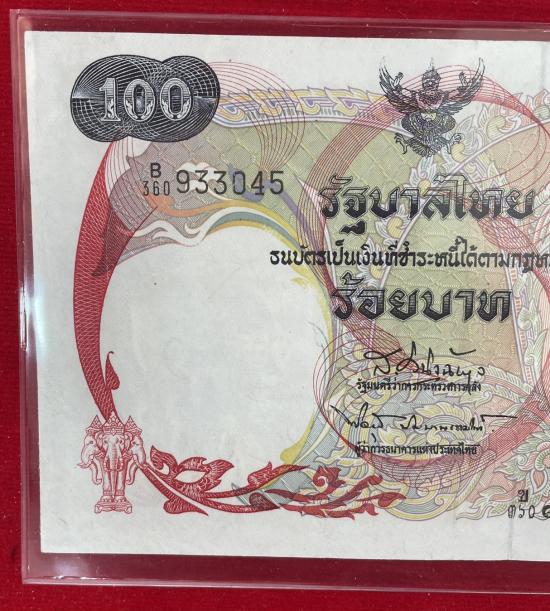 100
B
360 933045
รัฐบาลไทย
ธนบัตรเป็นเงินที่ชำระหนี้ได้ตามกฎห
ร้อยบาท
รัฐมนตรีว่าการกระทรวงการคลัง
ผู้ว่าการธนาคารแห่งประเทศไทย
ข
๓๖๐